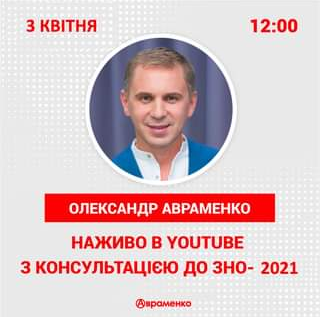 3 КВІТНЯ 12:00
ОЛЕКСАНДР АВРАМЕНКО
НАЖИВО В YOUTUBE
З КОНСУЛЬТАЦІЄЮ ДО ЗНО- 2021
Авраменко